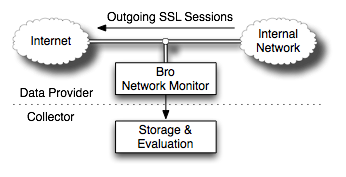 Outgoing SSL Sessions
Internet
Internal
Network
Bro
Network Monitor
Data Provider
Collector
Storage &
Evaluation